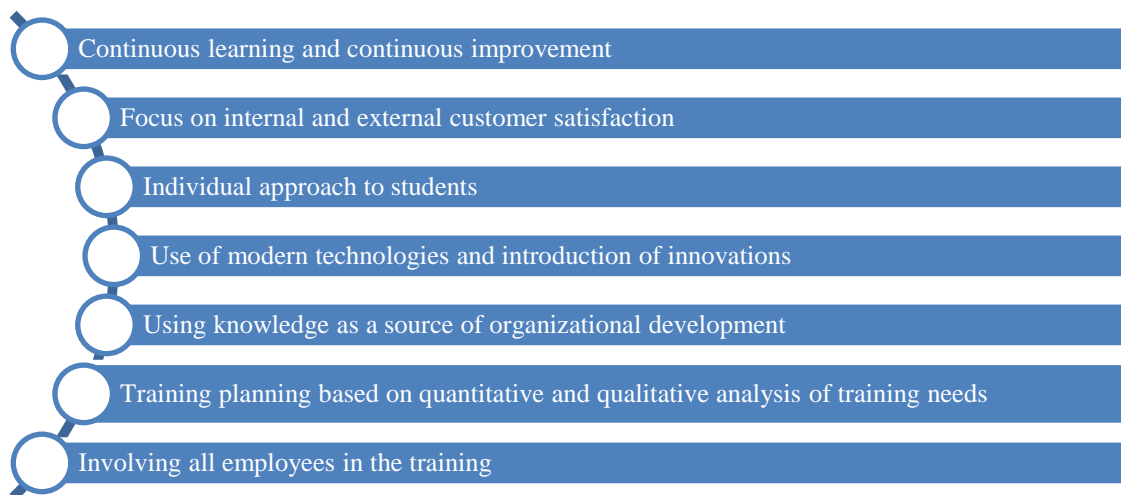 Continuous learning and continuous improvement
Focus on internal and external customer satisfaction
Individual approach to students
Use of modern technologies and introduction of innovations
Using knowledge as a source of organizational development
Training planning based on quantitative and qualitative analysis of training needs
Involving all employees in the training